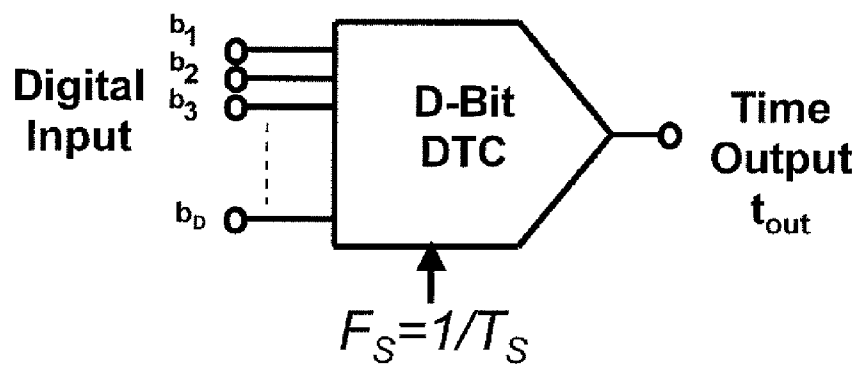 Digital
Input
b1
b2
b3
bD
D-Bit
DTC
Time
Output
tout
FS=1/TS